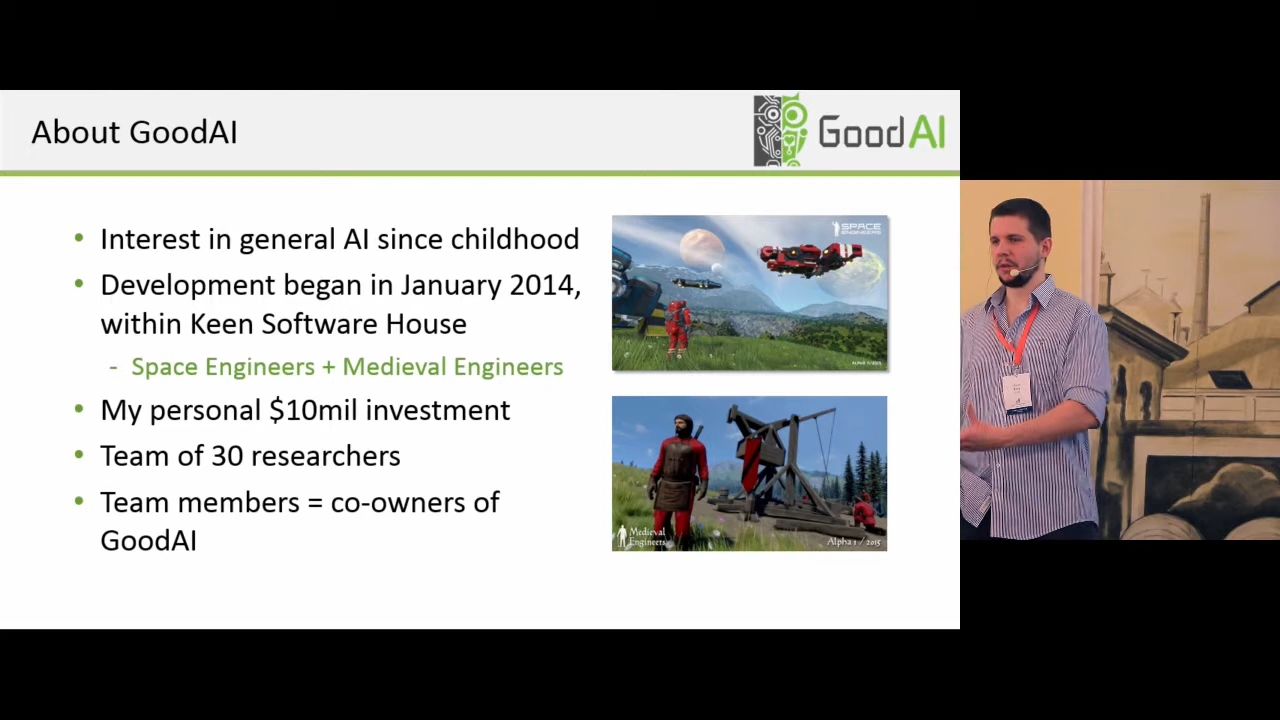 About GoodAI
GoodAI
• Interest in general AI since childhood
• Development began in January 2014,
within Keen Software House
- Space Engineers + Medieval Engineers
• My personal $10mil investment
• Team of 30 researchers
• Team members = co-owners of
GoodAI
SPACE
ENGINEERS
Medieval
Engineers
Alpha 1 / 2015